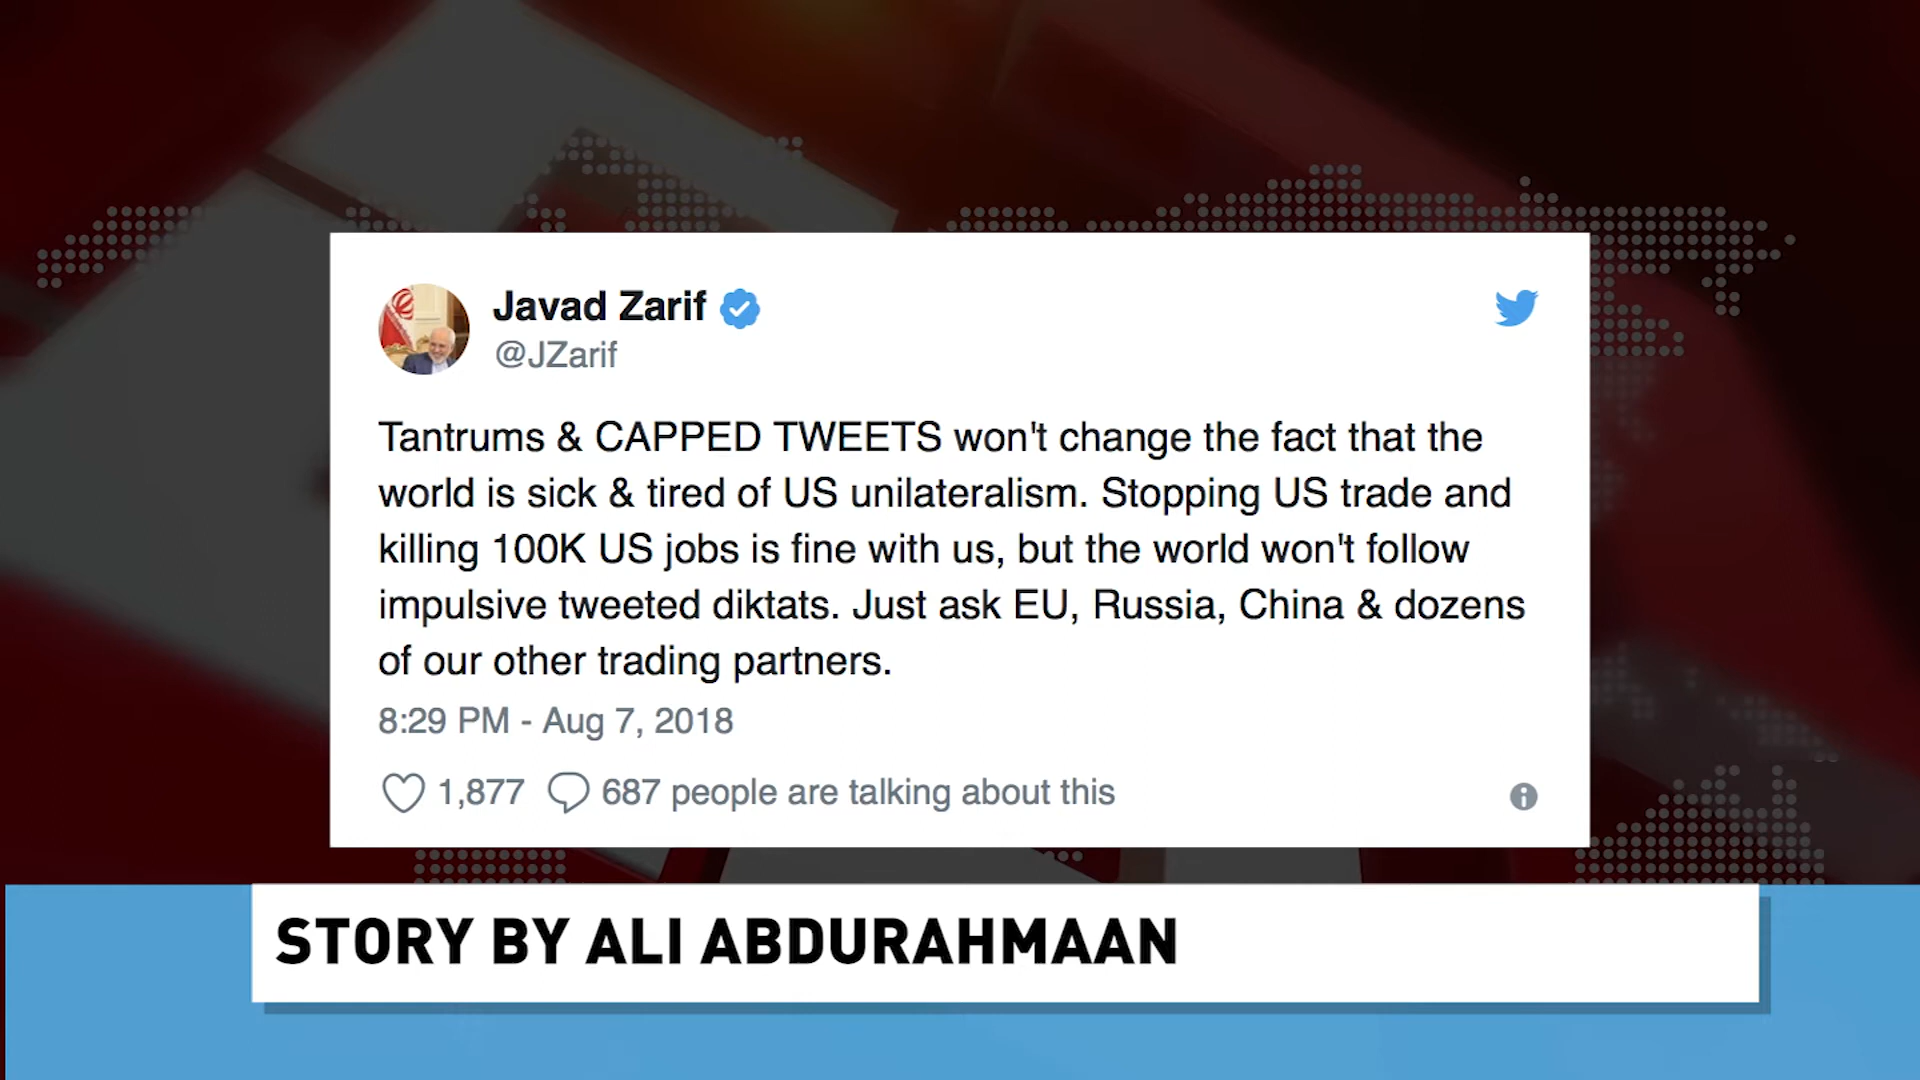 Javad Zarif
@JZarif
Tantrums & CAPPED TWEETS won't change the fact that the
world is sick & tired of US unilateralism. Stopping US trade and
killing 100K US jobs is fine with us, but the world won't follow
impulsive tweeted diktats. Just ask EU, Russia, China & dozens
of our other trading partners.
8:29 PM - Aug 7, 2018
1,877 687 people are talking about this
STORY BY ALI ABDURAHMAAN